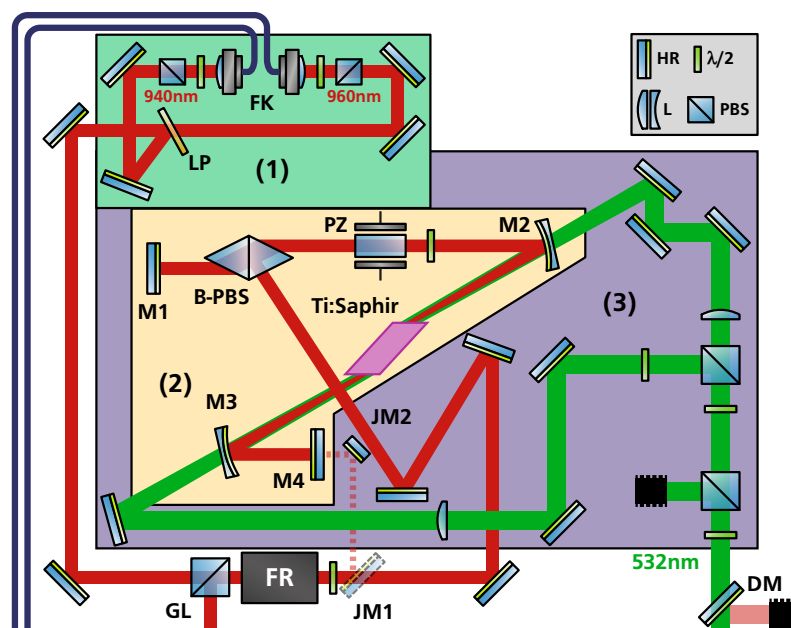 HR
λ/2
L
PBS
940nm
FK
960nm
LP
(1)
PZ
M2
M1
B-PBS
Ti:Saphir
(3)
(2)
M3
JM2
M4
532nm
FR
DM
GL
JM1